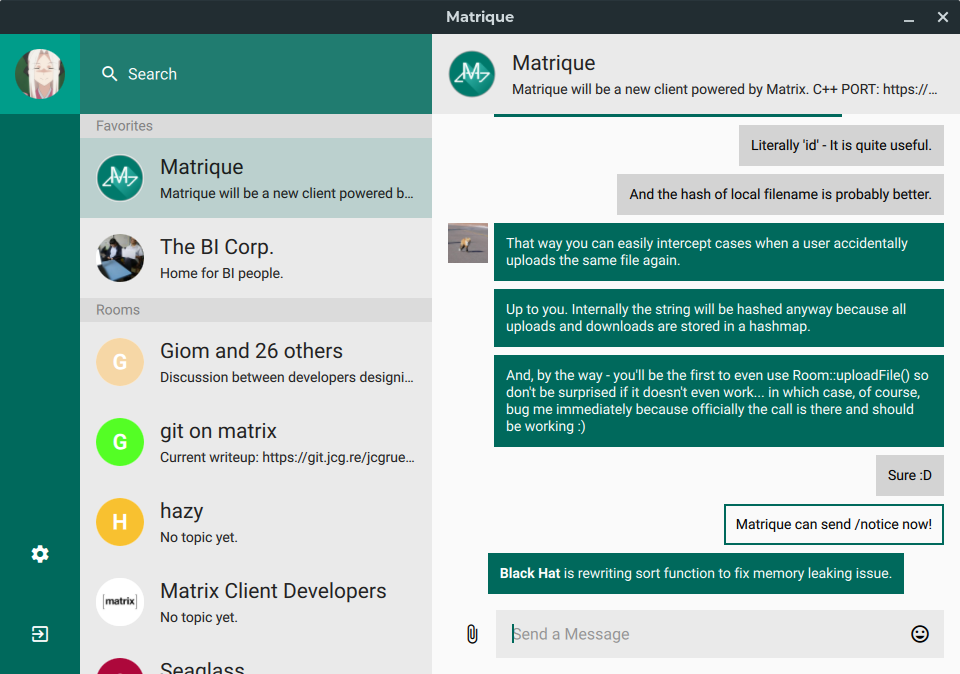 Matrique
Search
Favorites
Matrique
Matrique will be a new client powered b...
The BI Corp.
Home for BI people.
Rooms
G
Giom and 26 others
Discussion between developers designi...
G
git on matrix
Current writeup: https://git.jcg.re/jcgrue...
H
hazy
No topic yet.
[matrix]
Matrix Client Developers
No topic yet.
Seaglass
Matrique
Matrique will be a new client powered by Matrix. C++ PORT: https://...
Literally 'id' - It is quite useful.
And the hash of local filename is probably better.
That way you can easily intercept cases when a user accidentally
uploads the same file again.
Up to you. Internally the string will be hashed anyway because all
uploads and downloads are stored in a hashmap.
And, by the way - you'll be the first to even use Room::uploadFile() so
don't be surprised if it doesn't even work... in which case, of course,
bug me immediately because officially the call is there and should
be working :)
Sure :D
Matrique can send /notice now!
Black Hat is rewriting sort function to fix memory leaking issue.
Send a Message